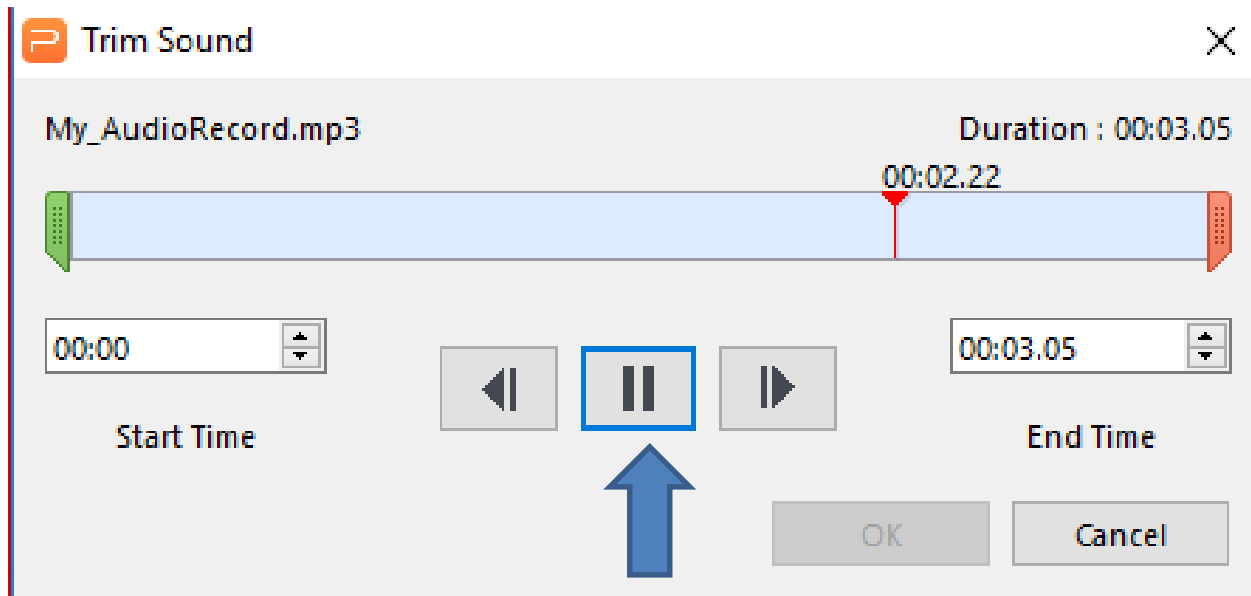 Trim Sound
My_AudioRecord.mp3
Duration : 00:03.05
00:02.22
00:00
00:03.05
Start Time
End Time
OK
Cancel